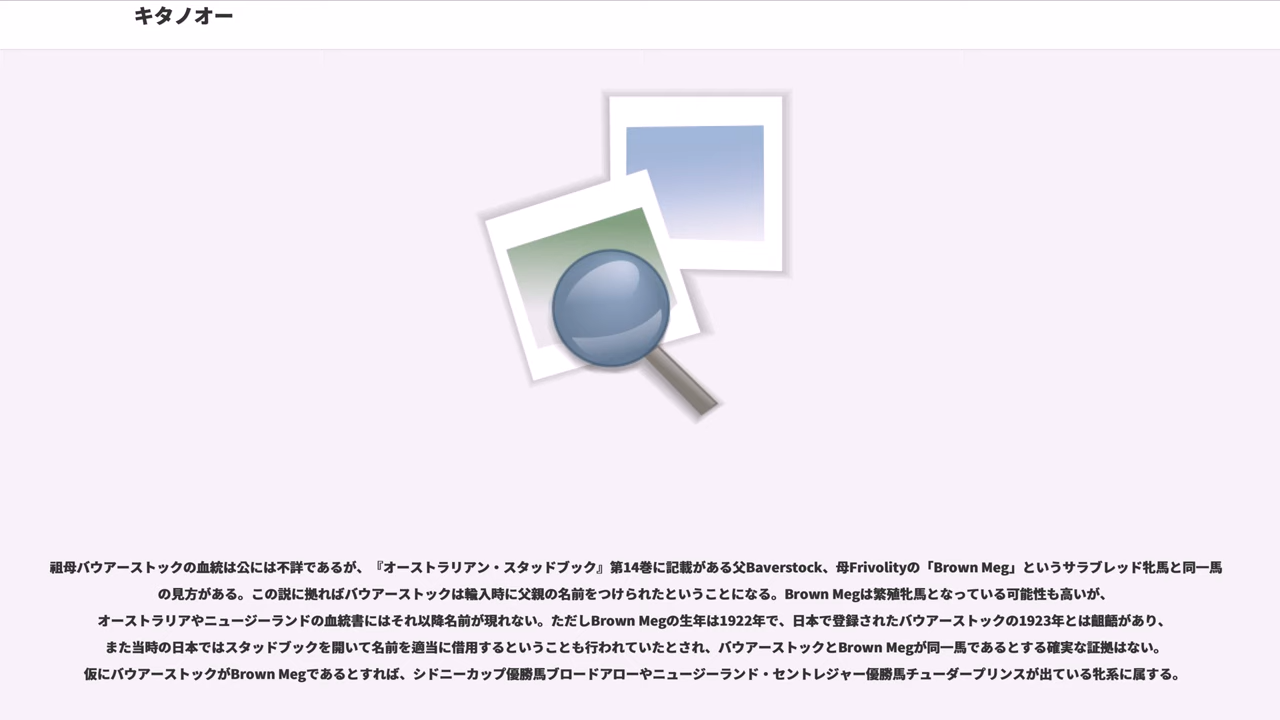 キタノオー
祖母バウアーストックの血統は公には不詳であるが、『オーストラリアン・スタッドブック』第14巻に記載がある父Baverstock、母Frivolityの「Brown Meg」というサラブレッド牝馬と同一馬
の見方がある。この説に拠ればバウアーストックは輸入時に父親の名前をつけられたということになる。Brown Megは繁殖牝馬となっている可能性も高いが、
オーストラリアやニュージーランドの血統書にはそれ以降名前が現れない。ただしBrown Megの生年は1922年で、日本で登録されたバウアーストックの1923年とは齟齬があり、
また当時の日本ではスタッドブックを開いて名前を適当に借用するということも行われていたとされ、バウアーストックとBrown Megが同一馬であるとする確実な証拠はない。
仮にバウアーストックがBrown Megであるとすれば、シドニーカップ優勝馬ブロードアローやニュージーランド・セントレジャー優勝馬チューダープリンスが出ている牝系に属する。